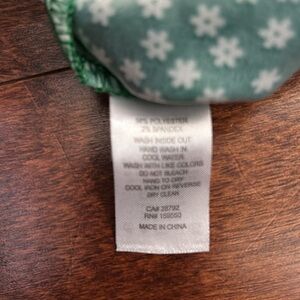 98% POLYESTER
2% SPANDEX
WASH INSIDE OUT
HAND WASH IN
COOL WATER
WASH WITH LIKE COLORS
DO NOT BLEACH
HANG TO DRY
COOL IRON ON REVERSE
DRY CLEAN
CA# 28792
RN# 159550
MADE IN CHINA